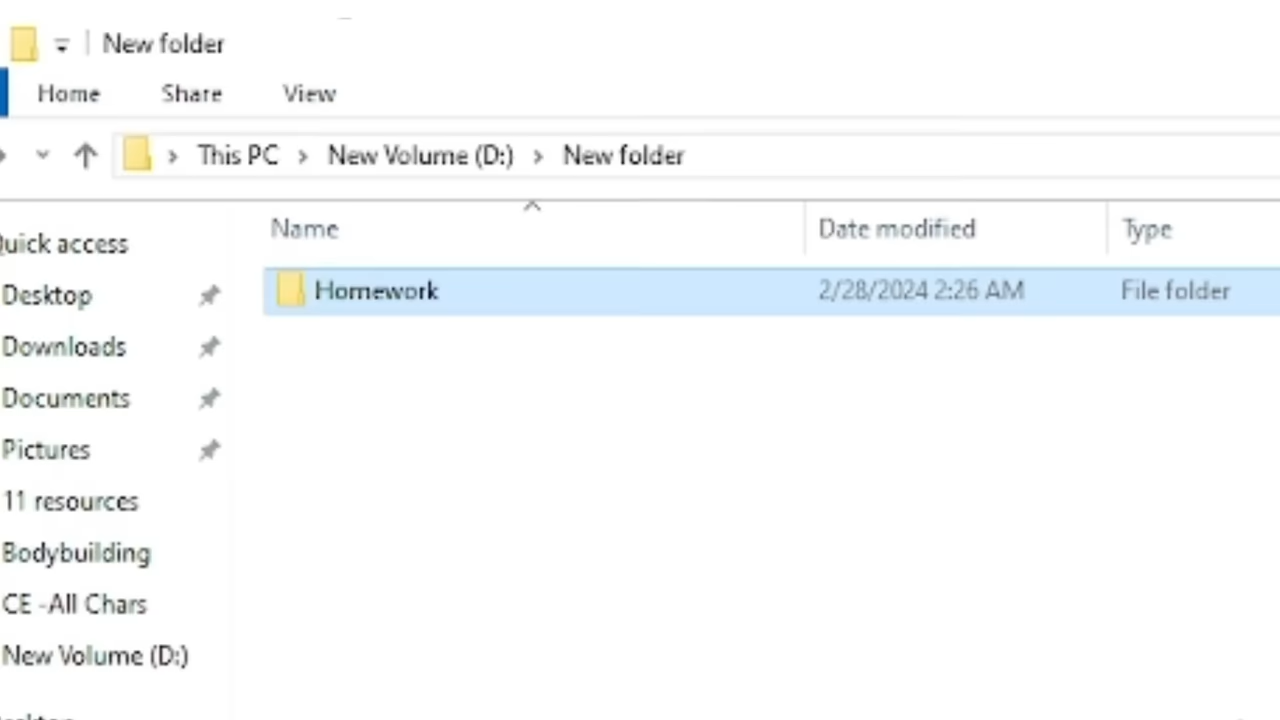 New folder
Home Share View
This PC > New Volume (D:) > New folder
Name Date modified Type
Quick access
Homework 2/28/2024 2:26 AM File folder
Desktop
Downloads
Documents
Pictures
11 resources
Bodybuilding
CE -All Chars
New Volume (D:)